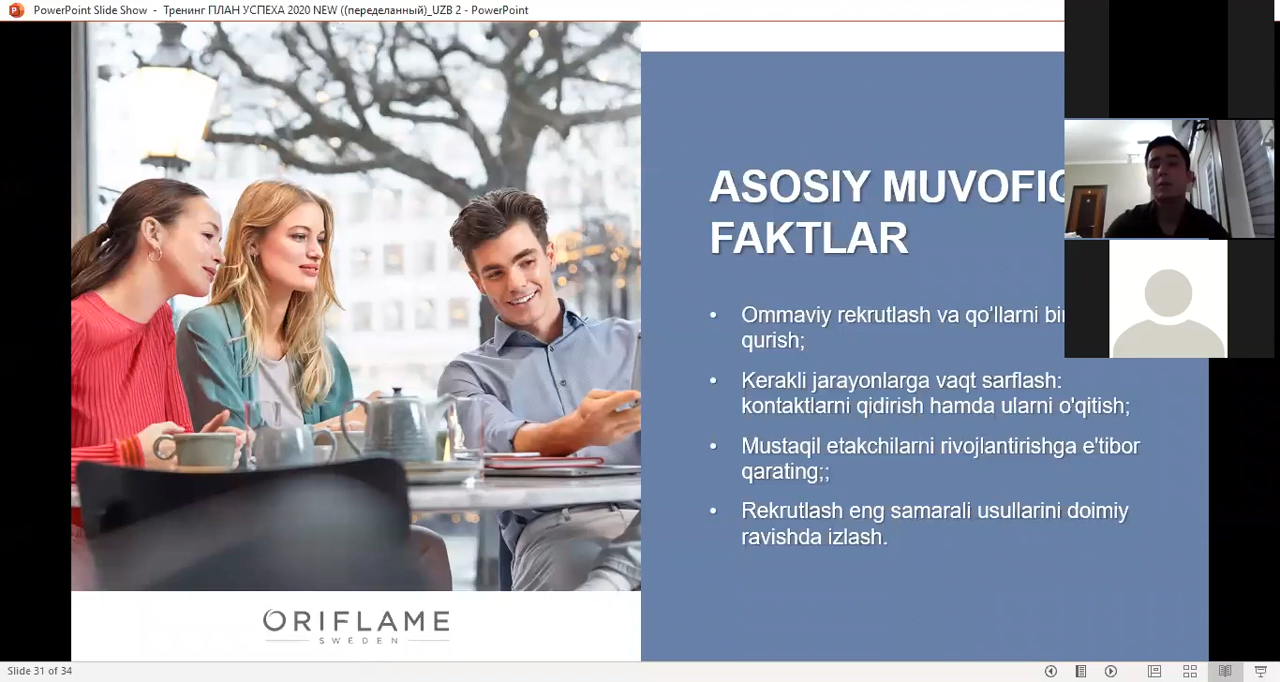 PowerPoint Slide Show - Тренинг ПЛАН УСПЕХА 2020 NEW ((переделанный)_UZB 2 - PowerPoint
ASOSIY
FAKTLAR
• Ommaviy rekrutlash va qo'llarni
qurish;
• Kerakli jarayonlarga vaqt sarflash:
kontaktlarni qidirish hamda ularni o'qitish;
• Mustaqil etakchilarni rivojlantirishga e'tibor
qarating;;
• Rekrutlash eng samarali usullarini doimiy
ravishda izlash.
ORIFLAME
SWEDEN
Slide 31 of 34